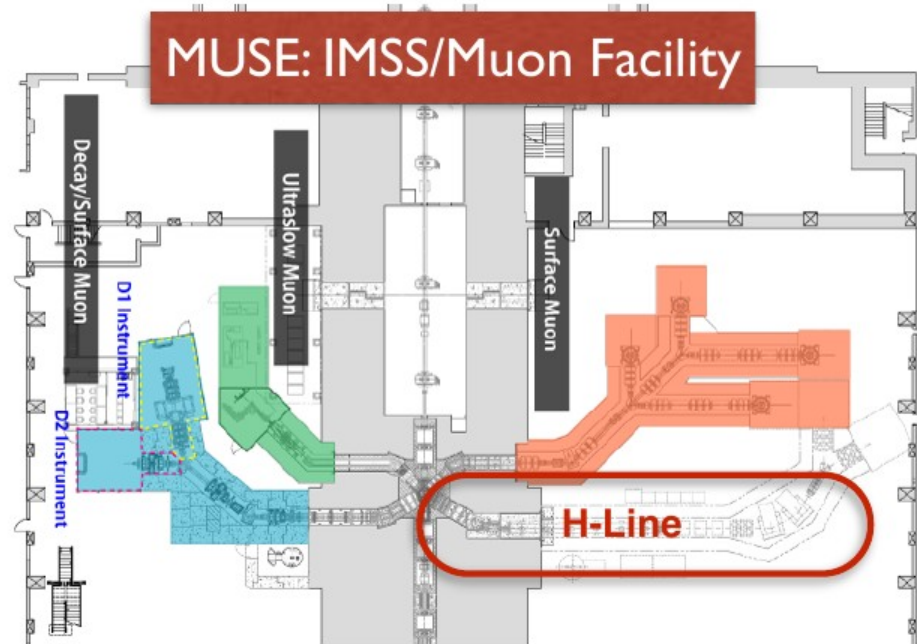 MUSE: IMSS/Muon Facility
Decay/Surface Muon
Ultraslow Muon
Surface Muon
D1 Instrument
D2 Instrument
H-Line